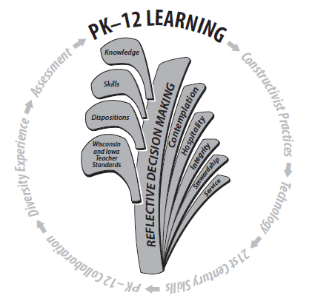 PK–12 LEARNING
Knowledge
Skills
Dispositions
Wisconsin
and Iowa
Teacher
Standards
REFLECTIVE DECISION MAKING
Contemplation
Hospitality
Integrity
Stewardship
Service
Constructivist Practices
Technology
21st Century Skills
PK – 12 Collaboration
Diversity Experience
Assessment